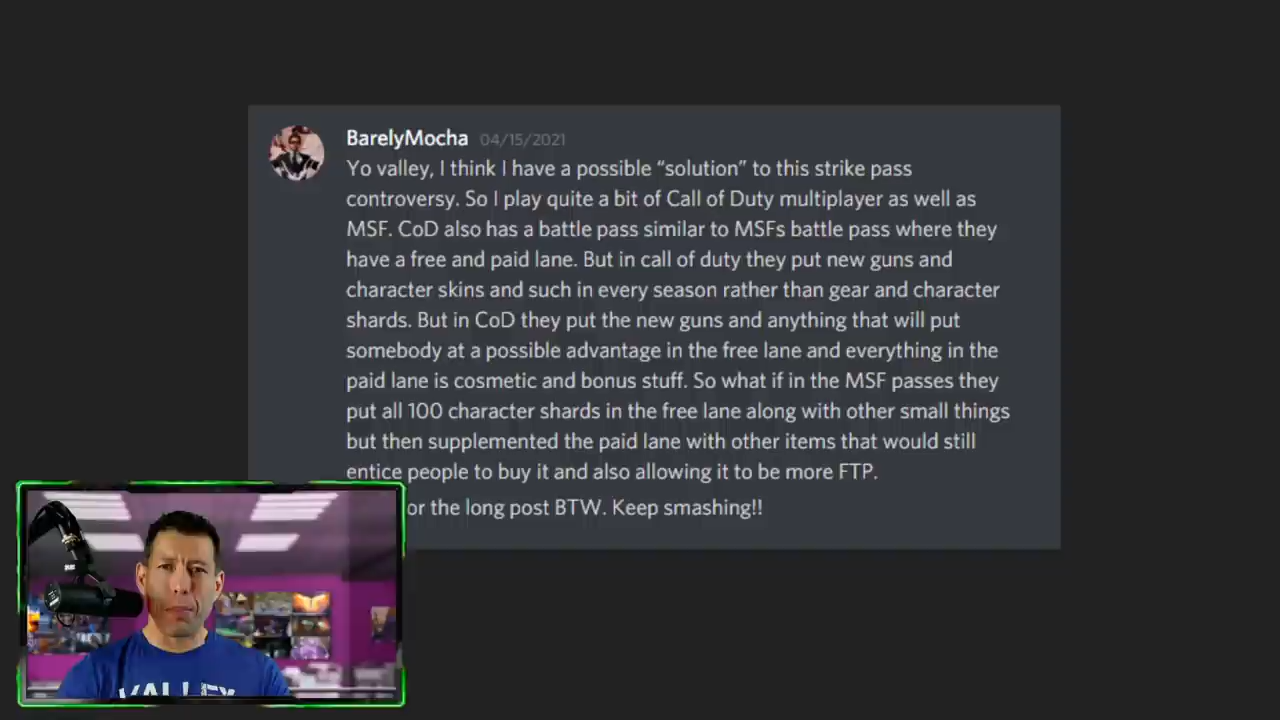 BarelyMocha 04/15/2021
Yo valley, I think I have a possible “solution” to this strike pass
controversy. So I play quite a bit of Call of Duty multiplayer as well as
MSF. CoD also has a battle pass similar to MSFs battle pass where they
have a free and paid lane. But in call of duty they put new guns and
character skins and such in every season rather than gear and character
shards. But in CoD they put the new guns and anything that will put
somebody at a possible advantage in the free lane and everything in the
paid lane is cosmetic and bonus stuff. So what if in the MSF passes they
put all 100 character shards in the free lane along with other small things
but then supplemented the paid lane with other items that would still
entice people to buy it and also allowing it to be more FTP.
or the long post BTW. Keep smashing!!
VALLEY